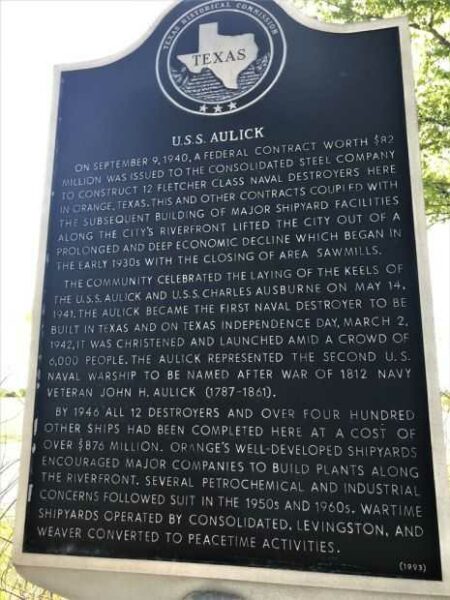 TEXAS HISTORICAL COMMISSION
TEXAS
U.S.S. AULICK
ON SEPTEMBER 9, 1940, A FEDERAL CONTRACT WORTH $82
MILLION WAS ISSUED TO THE CONSOLIDATED STEEL COMPANY
TO CONSTRUCT 12 FLETCHER CLASS NAVAL DESTROYERS HERE
IN ORANGE, TEXAS. THIS AND OTHER CONTRACTS COUPLED WITH
THE SUBSEQUENT BUILDING OF MAJOR SHIPYARD FACILITIES
ALONG THE CITY'S RIVERFRONT LIFTED THE CITY OUT OF A
PROLONGED AND DEEP ECONOMIC DECLINE WHICH BEGAN IN
THE EARLY 1930s WITH THE CLOSING OF AREA SAWMILLS.
THE COMMUNITY CELEBRATED THE LAYING OF THE KEELS OF
THE U.S.S. AULICK AND U.S.S. CHARLES AUSBURNE ON MAY 14,
1941. THE AULICK BECAME THE FIRST NAVAL DESTROYER TO BE
BUILT IN TEXAS AND ON TEXAS INDEPENDENCE DAY, MARCH 2,
1942, IT WAS CHRISTENED AND LAUNCHED AMID A CROWD OF
6,000 PEOPLE. THE AULICK REPRESENTED THE SECOND U.S.
NAVAL WARSHIP TO BE NAMED AFTER WAR OF 1812 NAVY
VETERAN JOHN H. AULICK (1787-1861).
BY 1946 ALL 12 DESTROYERS AND OVER FOUR HUNDRED
OTHER SHIPS HAD BEEN COMPLETED HERE AT A COST OF
OVER $876 MILLION. ORANGE'S WELL-DEVELOPED SHIPYARDS
ENCOURAGED MAJOR COMPANIES TO BUILD PLANTS ALONG
THE RIVERFRONT. SEVERAL PETROCHEMICAL AND INDUSTRIAL
CONCERNS FOLLOWED SUIT IN THE 1950s AND 1960s. WARTIME
SHIPYARDS OPERATED BY CONSOLIDATED, LEVINGSTON, AND
WEAVER CONVERTED TO PEACETIME ACTIVITIES.
(1993)